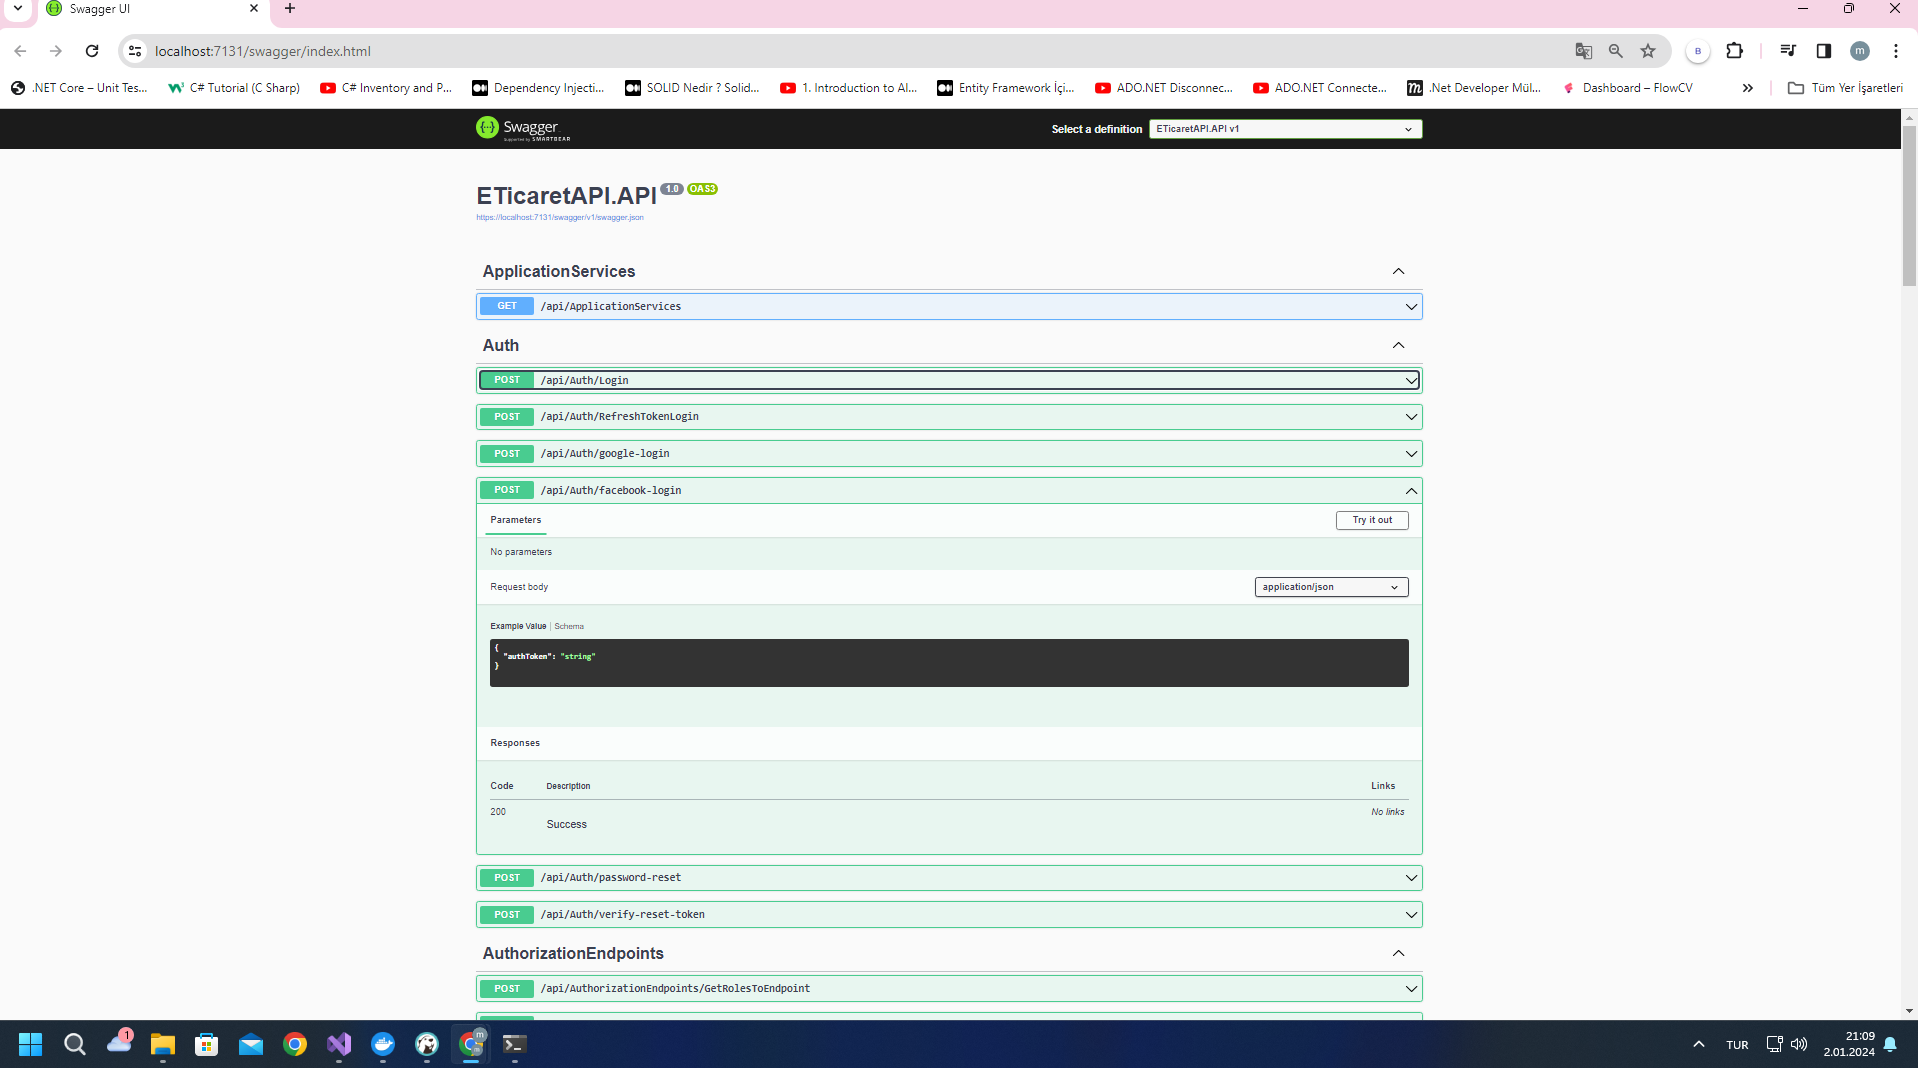 Swagger UI
localhost:7131/swagger/index.html
B
m
.NET Core – Unit Tes...
C# Tutorial (C Sharp)
C# Inventory and P...
Dependency Injecti...
SOLID Nedir ? Solid...
1. Introduction to Al...
Entity Framework İçi...
ADO.NET Disconnec...
ADO.NET Connecte...
.Net Developer Mül...
Dashboard – FlowCV
Tüm Yer İşaretleri
Swagger
Supported by SMARTBEAR
Select a definition
ETicaretAPI.API v1
ETicaretAPI.API 1.0 OAS3
https://localhost:7131/swagger/v1/swagger.json
ApplicationServices
GET /api/ApplicationServices
Auth
POST /api/Auth/Login
POST /api/Auth/RefreshTokenLogin
POST /api/Auth/google-login
POST /api/Auth/facebook-login
Parameters
Try it out
No parameters
Request body
application/json
Example Value | Schema
{
"authToken": "string"
}
Responses
Code Description Links
200
Success
No links
POST /api/Auth/password-reset
POST /api/Auth/verify-reset-token
AuthorizationEndpoints
POST /api/AuthorizationEndpoints/GetRolesToEndpoint
1
m
TUR
21:09
2.01.2024